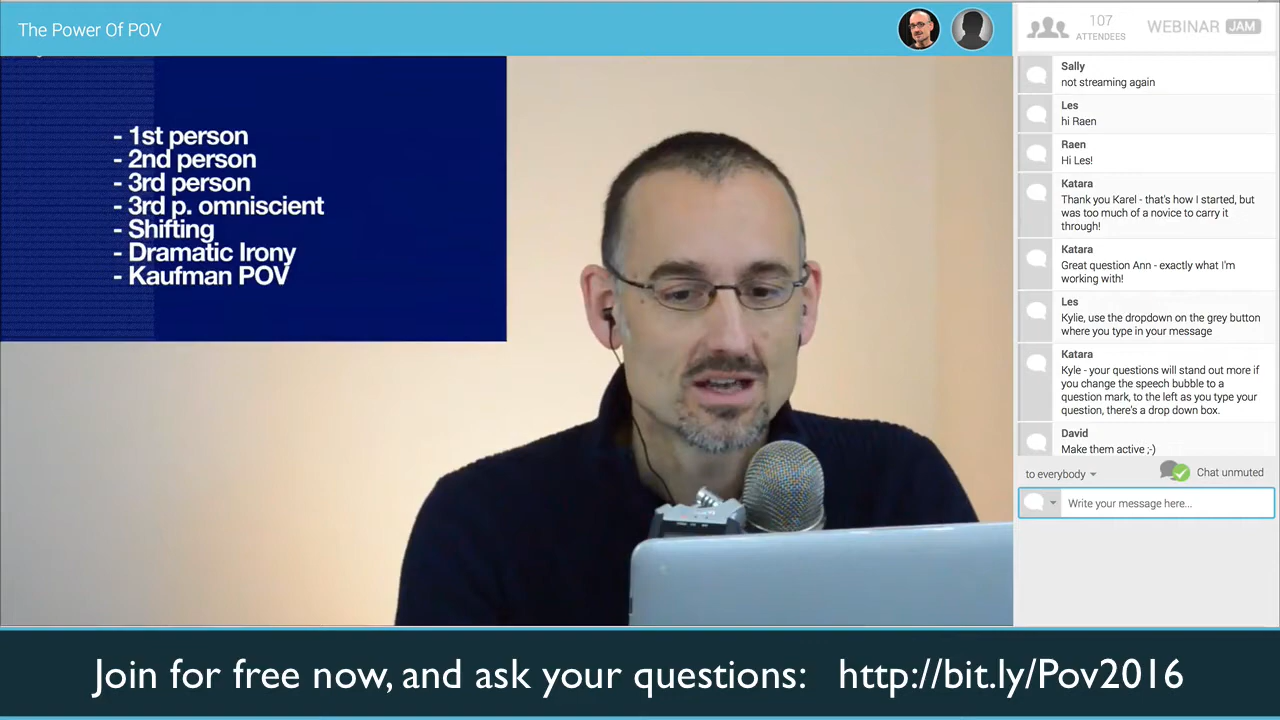 The Power Of POV
107
ATTENDEES
WEBINAR JAM
- 1st person
- 2nd person
- 3rd person
- 3rd p. omniscient
- Shifting
- Dramatic Irony
- Kaufman POV
Sally
not streaming again
Les
hi Raen
Raen
Hi Les!
Katara
Thank you Karel - that's how I started, but
was too much of a novice to carry it
through!
Katara
Great question Ann - exactly what I'm
working with!
Les
Kylie, use the dropdown on the grey button
where you type in your message
Katara
Kyle - your questions will stand out more if
you change the speech bubble to a
question mark, to the left as you type your
question, there's a drop down box.
David
Make them active ;-)
to everybody
Chat unmuted
Write your message here...
Join for free now, and ask your questions: http://bit.ly/Pov2016